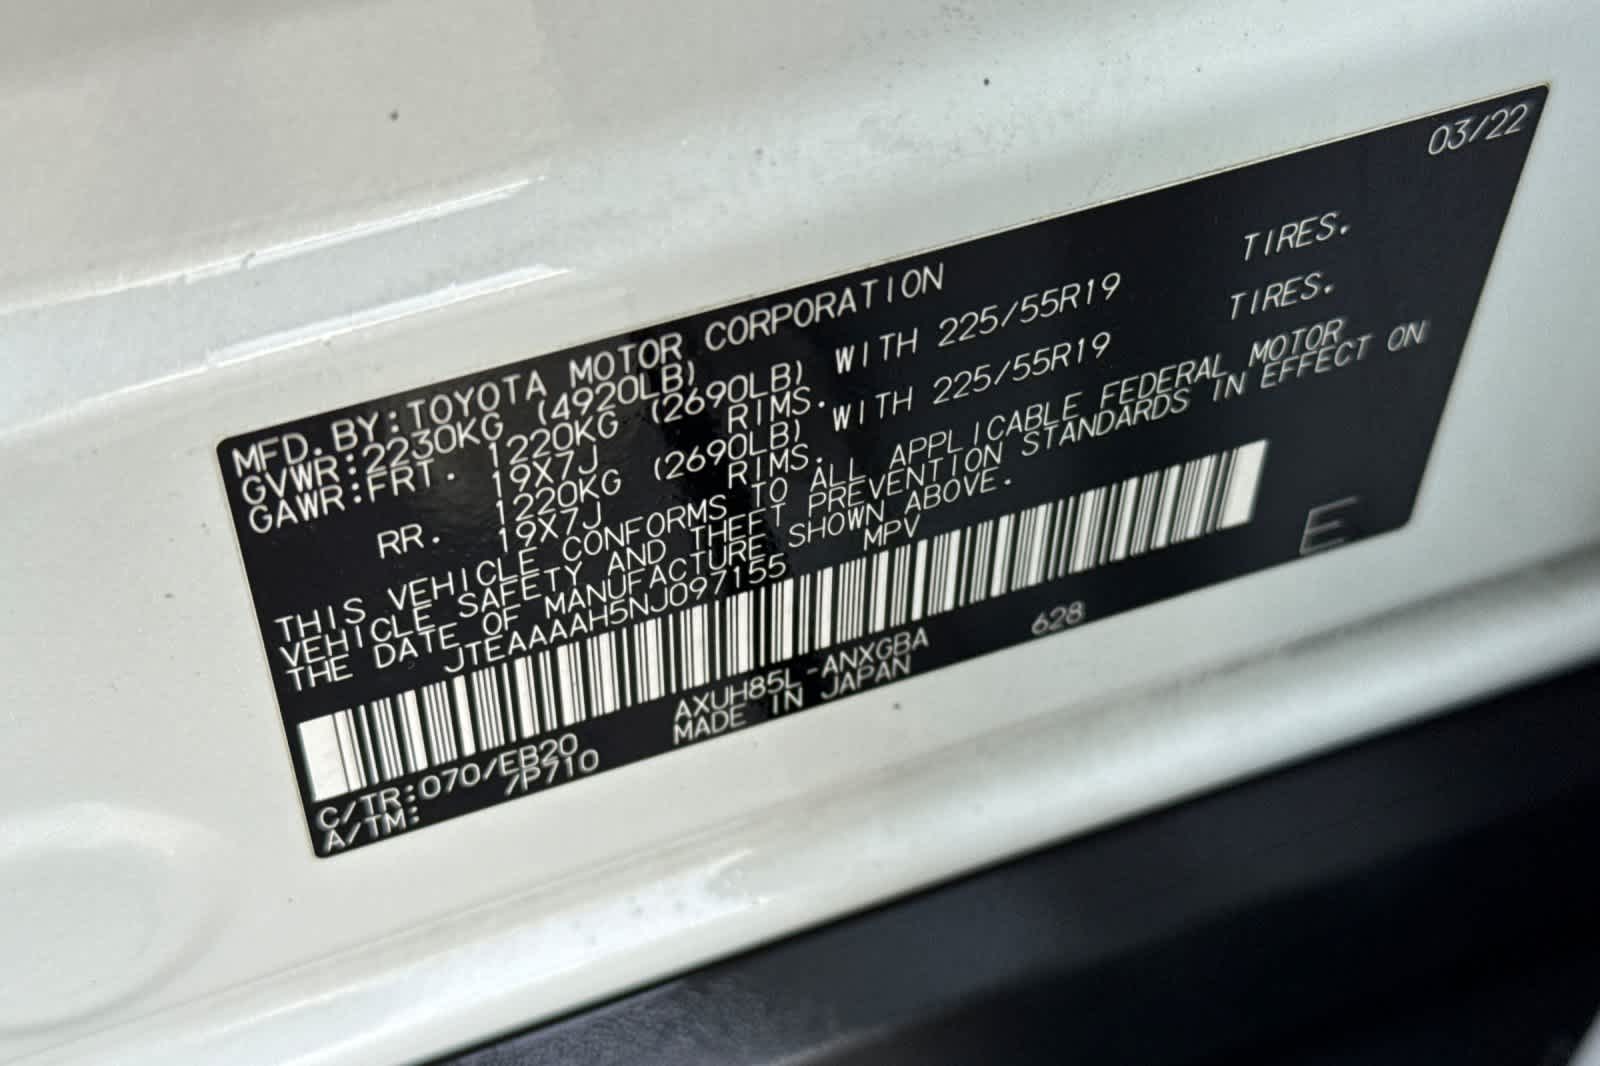 03/22
MFD. BY: TOYOTA MOTOR CORPORATION
GVWR: 2230KG (4920LB)
GAWR: FRT. 1220KG (2690LB) WITH 225/55R19 TIRES.
19X7J RIMS.
RR. 1220KG (2690LB) WITH 225/55R19 TIRES.
19X7J RIMS.
THIS VEHICLE CONFORMS TO ALL APPLICABLE FEDERAL MOTOR
VEHICLE SAFETY AND THEFT PREVENTION STANDARDS IN EFFECT ON
THE DATE OF MANUFACTURE SHOWN ABOVE.
JTEAAAAH5NJ097155 MPV
E
C/TR: 070/EB20 AXUH85L-ANXGBA 628
A/TM: /P710 MADE IN JAPAN